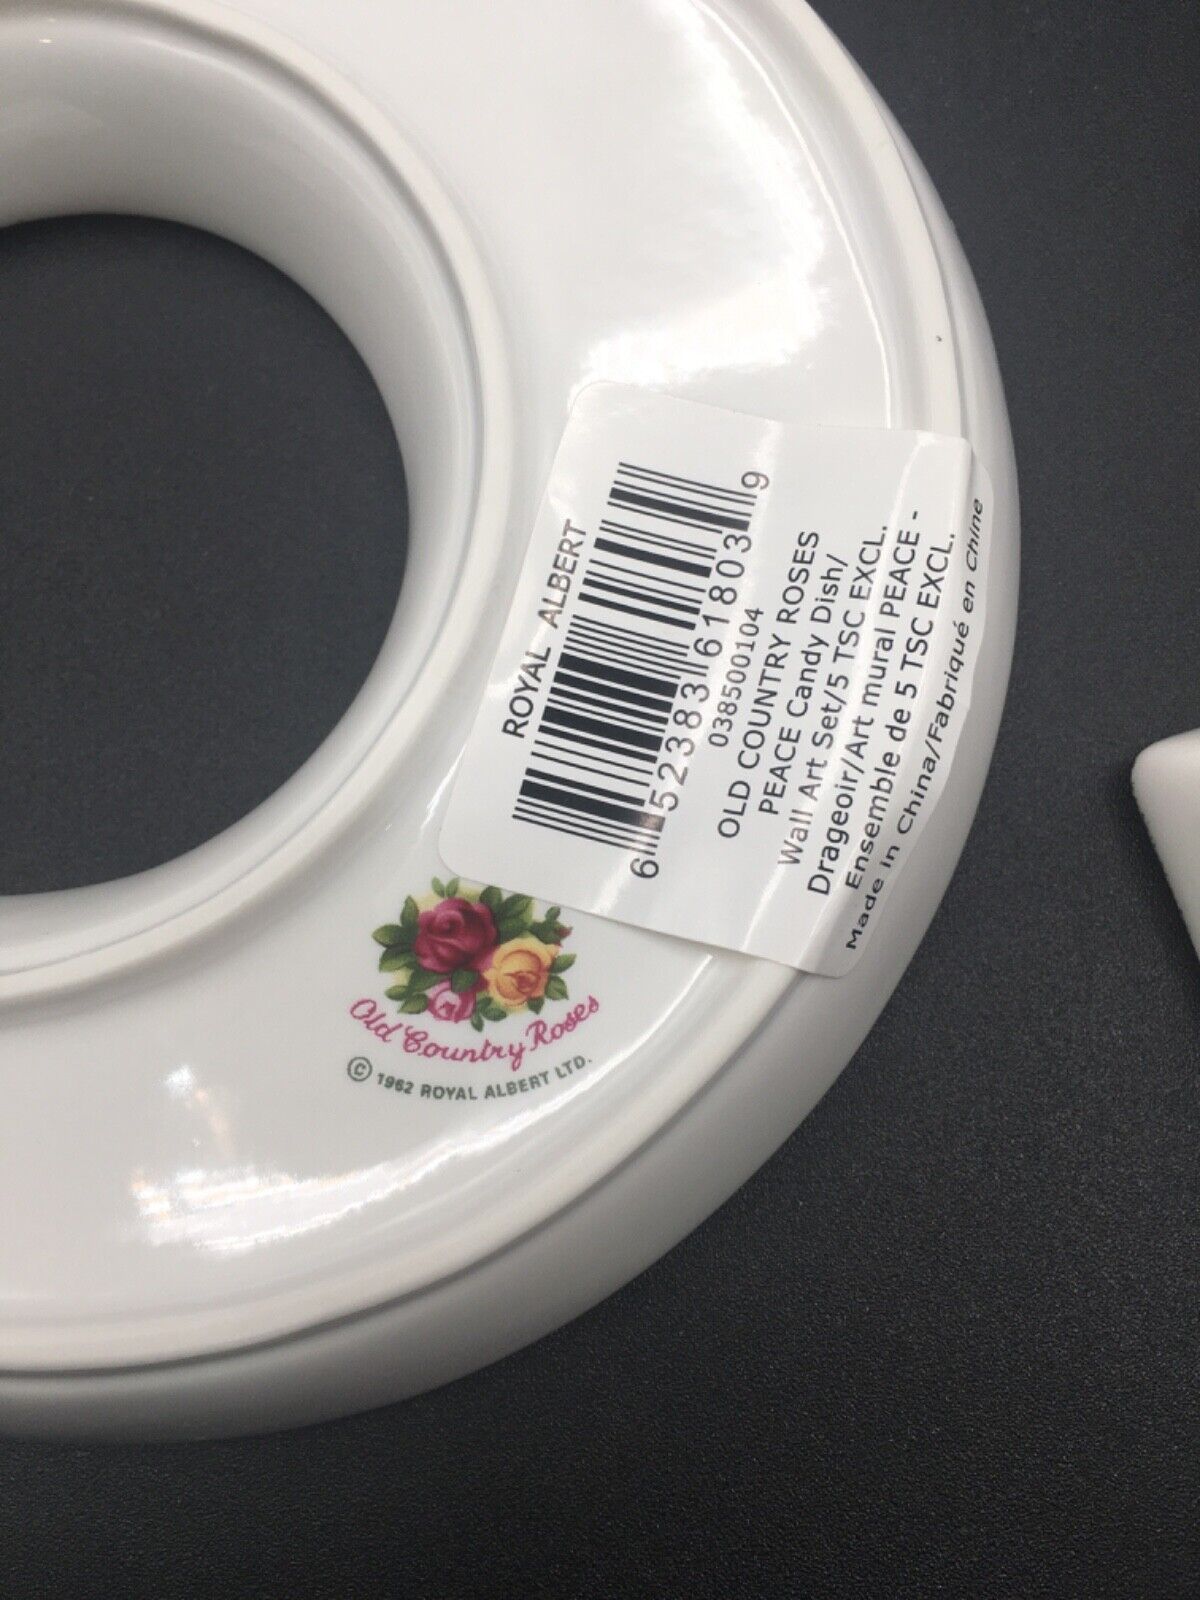 ROYAL ALBERT
6 52383 61803 9
038500104
OLD COUNTRY ROSES
PEACE Candy Dish/
Wall Art Set/5 TSC EXCL.
Drageoir/Art mural PEACE -
Ensemble de 5 TSC EXCL.
Made in China/Fabriqué en Chine
Old Country Roses
© 1962 ROYAL ALBERT LTD.